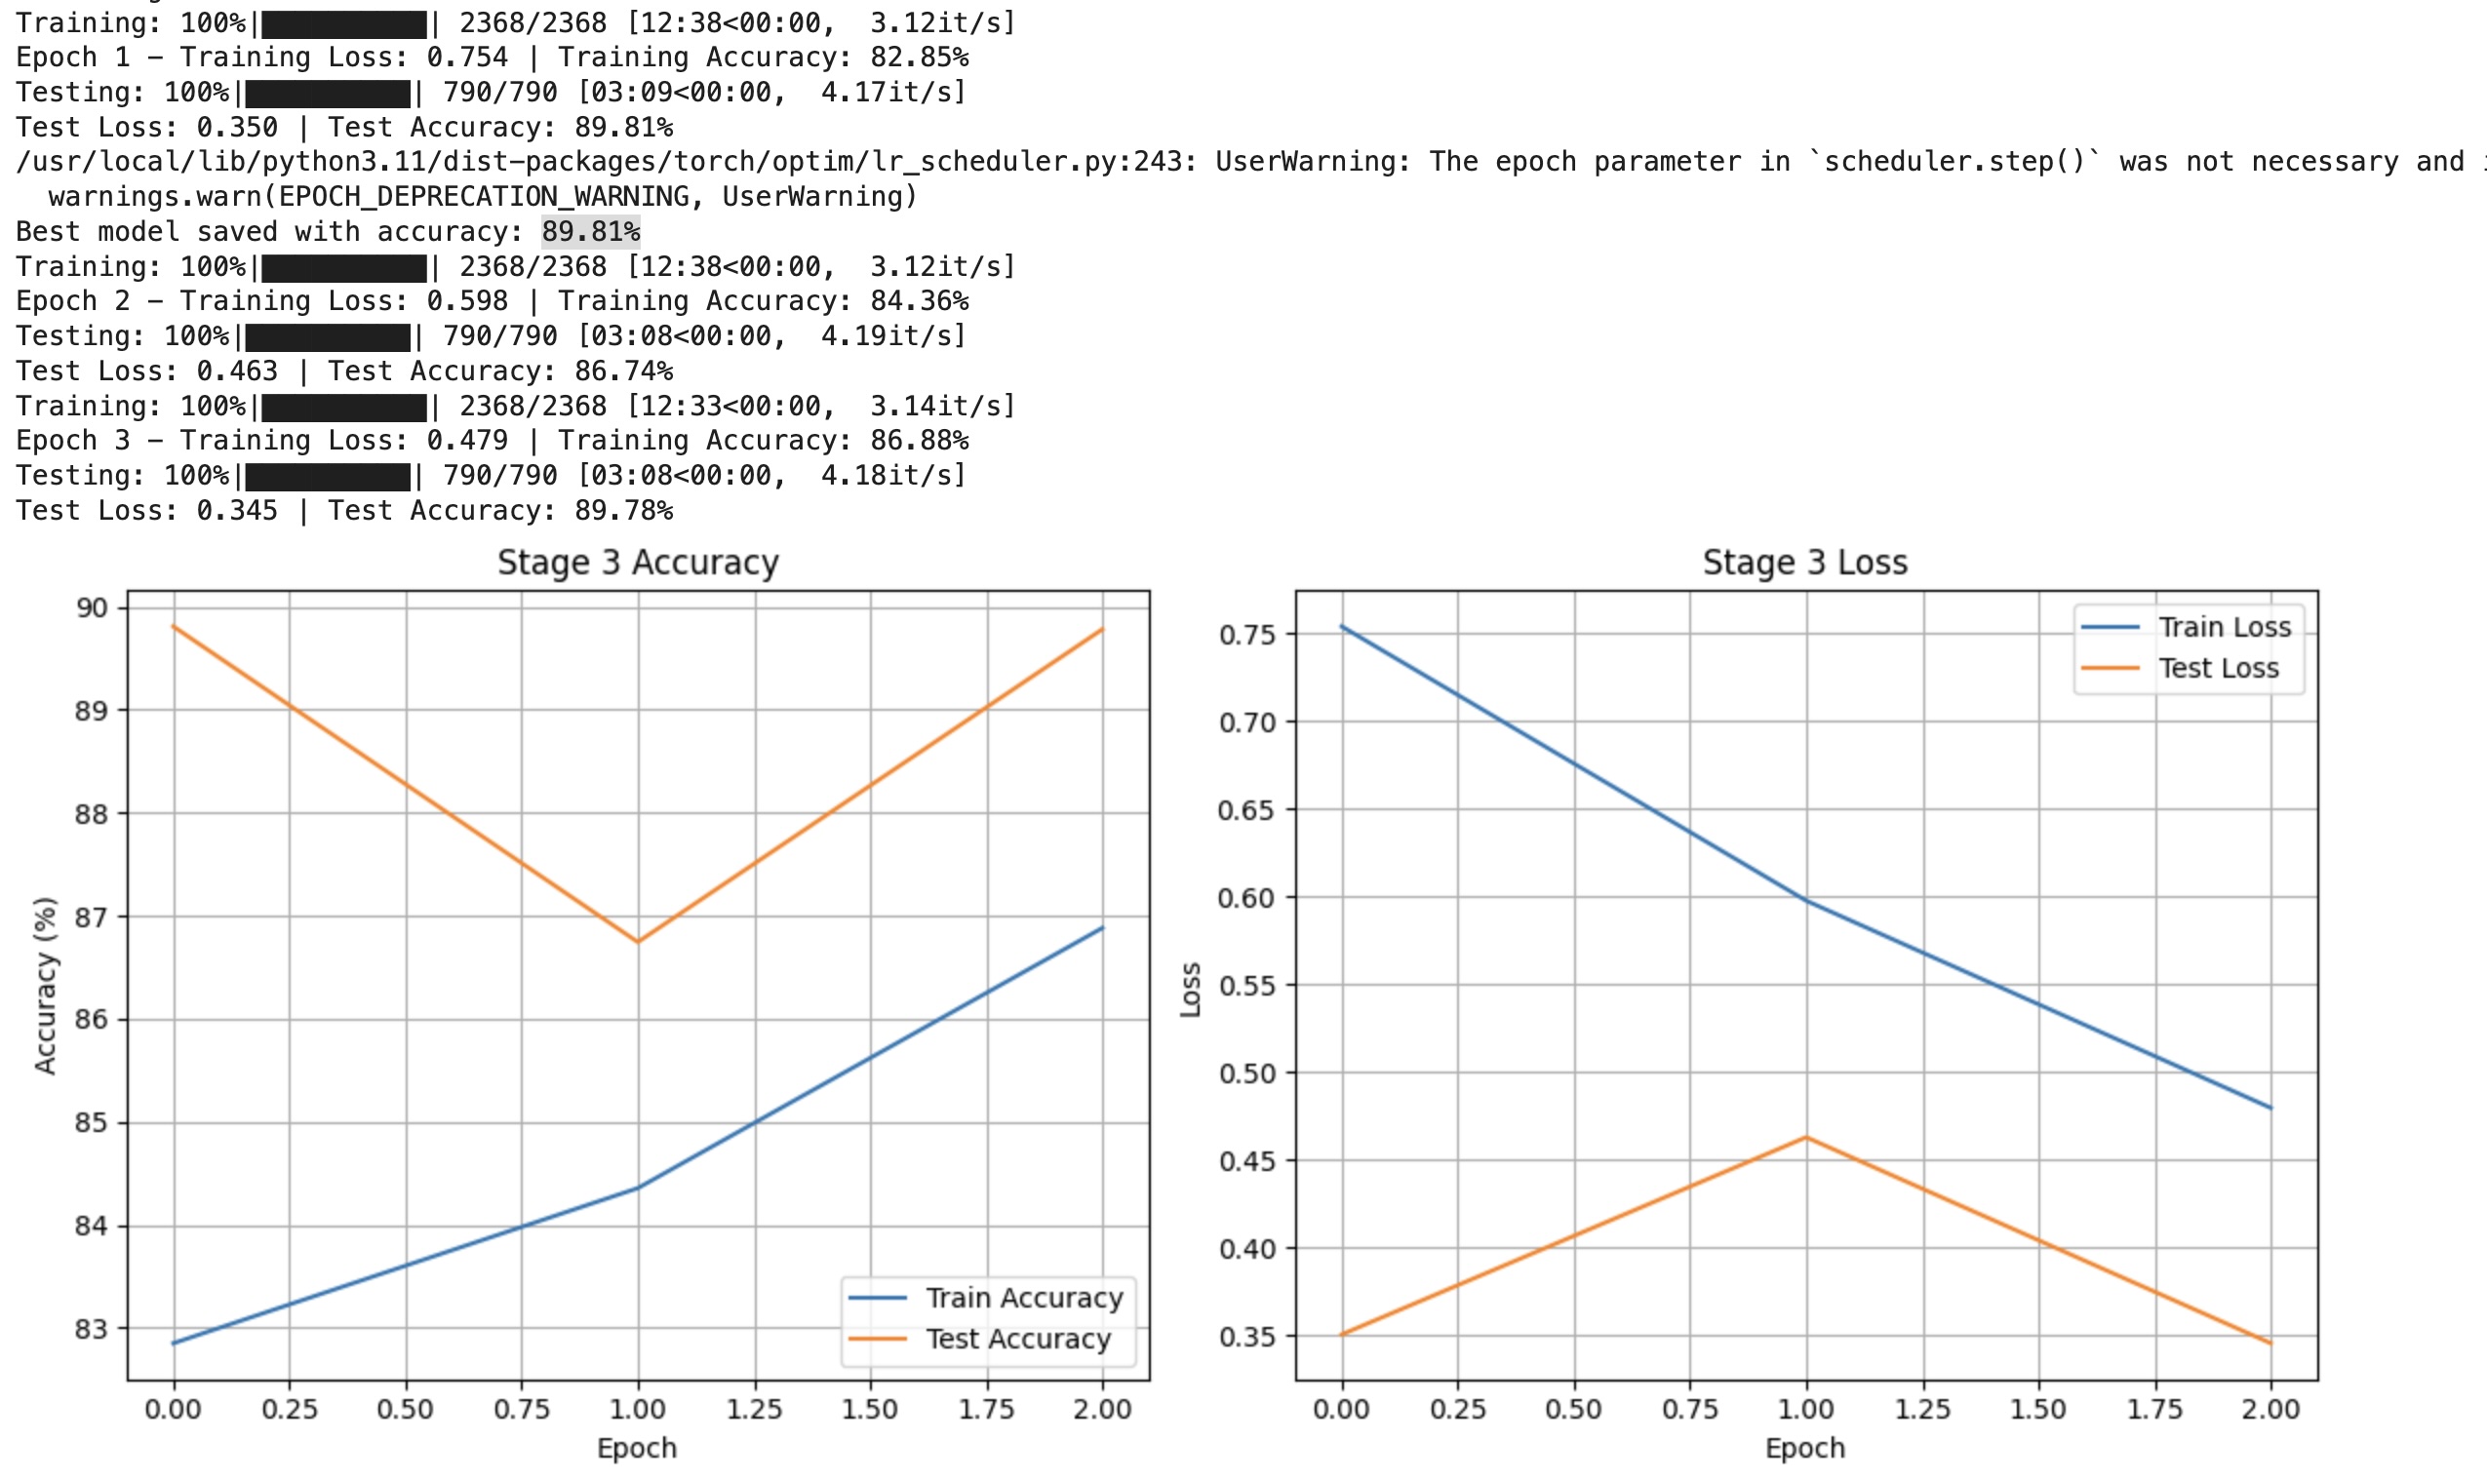 Training: 100%|██████████| 2368/2368 [12:38<00:00,  3.12it/s]
Epoch 1 – Training Loss: 0.754 | Training Accuracy: 82.85%
Testing: 100%|██████████| 790/790 [03:09<00:00,  4.17it/s]
Test Loss: 0.350 | Test Accuracy: 89.81%
/usr/local/lib/python3.11/dist-packages/torch/optim/lr_scheduler.py:243: UserWarning: The epoch parameter in `scheduler.step()` was not necessary and
  warnings.warn(EPOCH_DEPRECATION_WARNING, UserWarning)
Best model saved with accuracy: 89.81%
Training: 100%|██████████| 2368/2368 [12:38<00:00,  3.12it/s]
Epoch 2 – Training Loss: 0.598 | Training Accuracy: 84.36%
Testing: 100%|██████████| 790/790 [03:08<00:00,  4.19it/s]
Test Loss: 0.463 | Test Accuracy: 86.74%
Training: 100%|██████████| 2368/2368 [12:33<00:00,  3.14it/s]
Epoch 3 – Training Loss: 0.479 | Training Accuracy: 86.88%
Testing: 100%|██████████| 790/790 [03:08<00:00,  4.18it/s]
Test Loss: 0.345 | Test Accuracy: 89.78%
Stage 3 Accuracy
90
89
88
87
86
85
84
83
Accuracy (%)
Train Accuracy
Test Accuracy
0.00 0.25 0.50 0.75 1.00 1.25 1.50 1.75 2.00
Epoch
Stage 3 Loss
0.75
0.70
0.65
0.60
0.55
0.50
0.45
0.40
0.35
Loss
Train Loss
Test Loss
0.00 0.25 0.50 0.75 1.00 1.25 1.50 1.75 2.00
Epoch